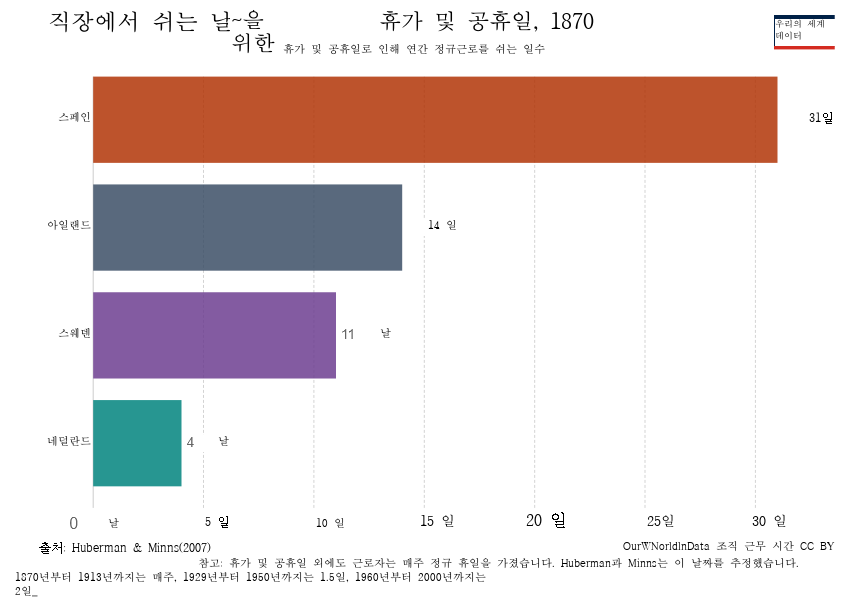 직장에서 쉬는 날~을 휴가 및 공휴일, 1870
위한 휴가 및 공휴일로 인해 연간 정규근로를 쉬는 일수
우리의 세계
데이터
스페인 31일
아일랜드 14 일
스웨덴 11 날
네덜란드 4 날
0 날 5 일 10 일 15 일 20 일 25일 30 일
출처: Huberman & Minns(2007) OurWNorldInData 조직 근무 시간 CC BY
참고: 휴가 및 공휴일 외에도 근로자는 매주 정규 휴일을 가졌습니다. Huberman과 Minns는 이 날짜를 추정했습니다.
1870년부터 1913년까지는 매주, 1929년부터 1950년까지는 1.5일, 1960년부터 2000년까지는
2일_